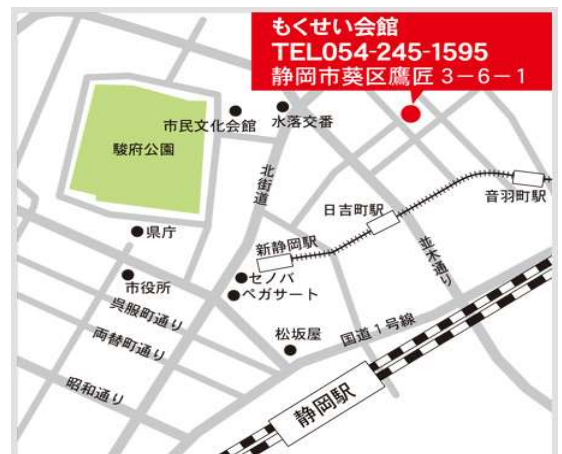 もくせい会館
TEL054-245-1595
静岡市葵区鷹匠3-6-1
市民文化会館
水落交番
駿府公園
北街道
音羽町駅
日吉町駅
県庁
新静岡駅
並木通り
市役所
セノバ
ペガサート
呉服町通り
両替町通り
松坂屋
国道1号線
昭和通り
静岡駅